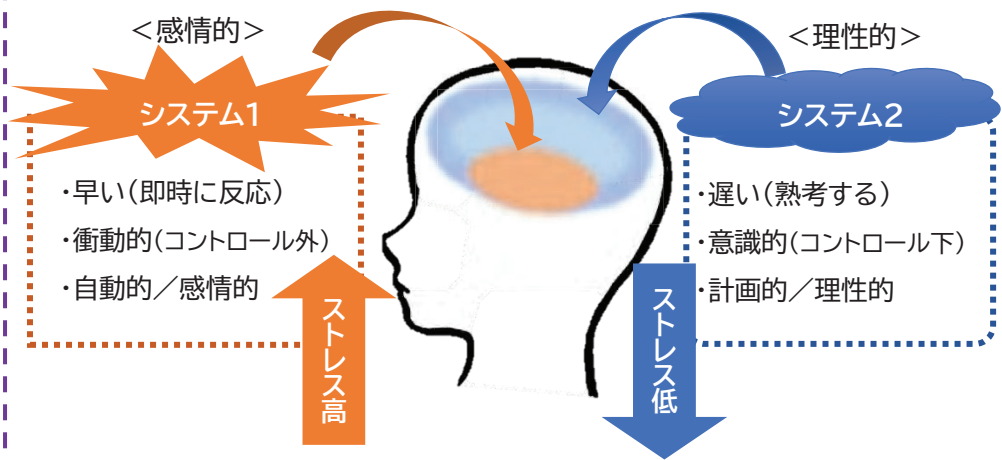 ＜感情的＞
システム1
・早い（即時に反応）
・衝動的（コントロール外）
・自動的／感情的
ストレス高
＜理性的＞
システム2
・遅い（熟考する）
・意識的（コントロール下）
・計画的／理性的
ストレス低